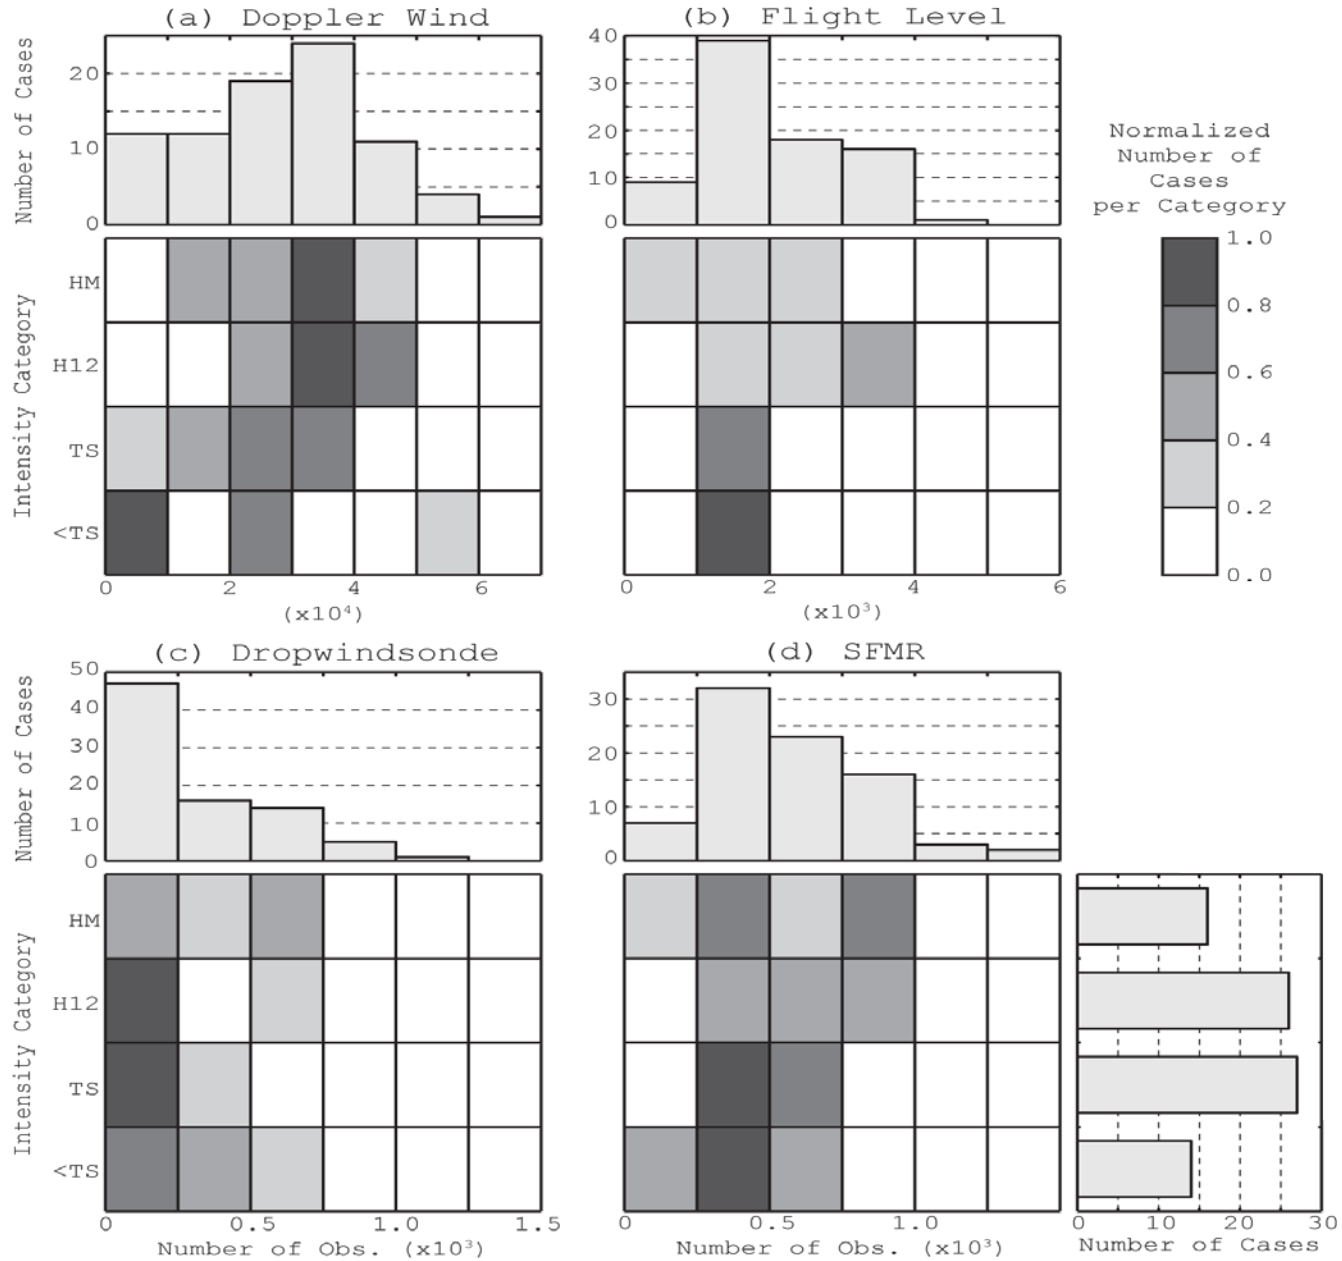 (a) Doppler Wind
Number of Cases
20
10
0
Intensity Category
HM
H12
TS
<TS
0 2 4 6
(x10⁴)
(b) Flight Level
40
30
20
10
0
0 2 4 6
(x10³)
Normalized
Number of
Cases
per Category
1.0
0.8
0.6
0.4
0.2
0.0
(c) Dropwindsonde
Number of Cases
50
40
30
20
10
0
Intensity Category
HM
H12
TS
<TS
0 0.5 1.0 1.5
Number of Obs. (x10³)
(d) SFMR
30
20
10
0
0 0.5 1.0
Number of Obs. (x10³)
0 10 20 30
Number of Cases